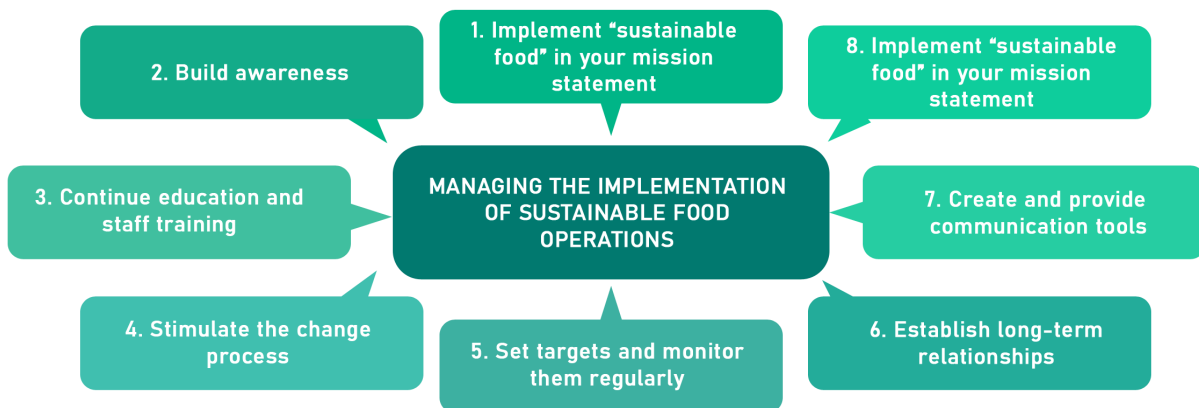 1. Implement “sustainable
food” in your mission
statement
2. Build awareness
3. Continue education and
staff training
4. Stimulate the change
process
5. Set targets and monitor
them regularly
6. Establish long-term
relationships
7. Create and provide
communication tools
8. Implement “sustainable
food” in your mission
statement
MANAGING THE IMPLEMENTATION
OF SUSTAINABLE FOOD
OPERATIONS